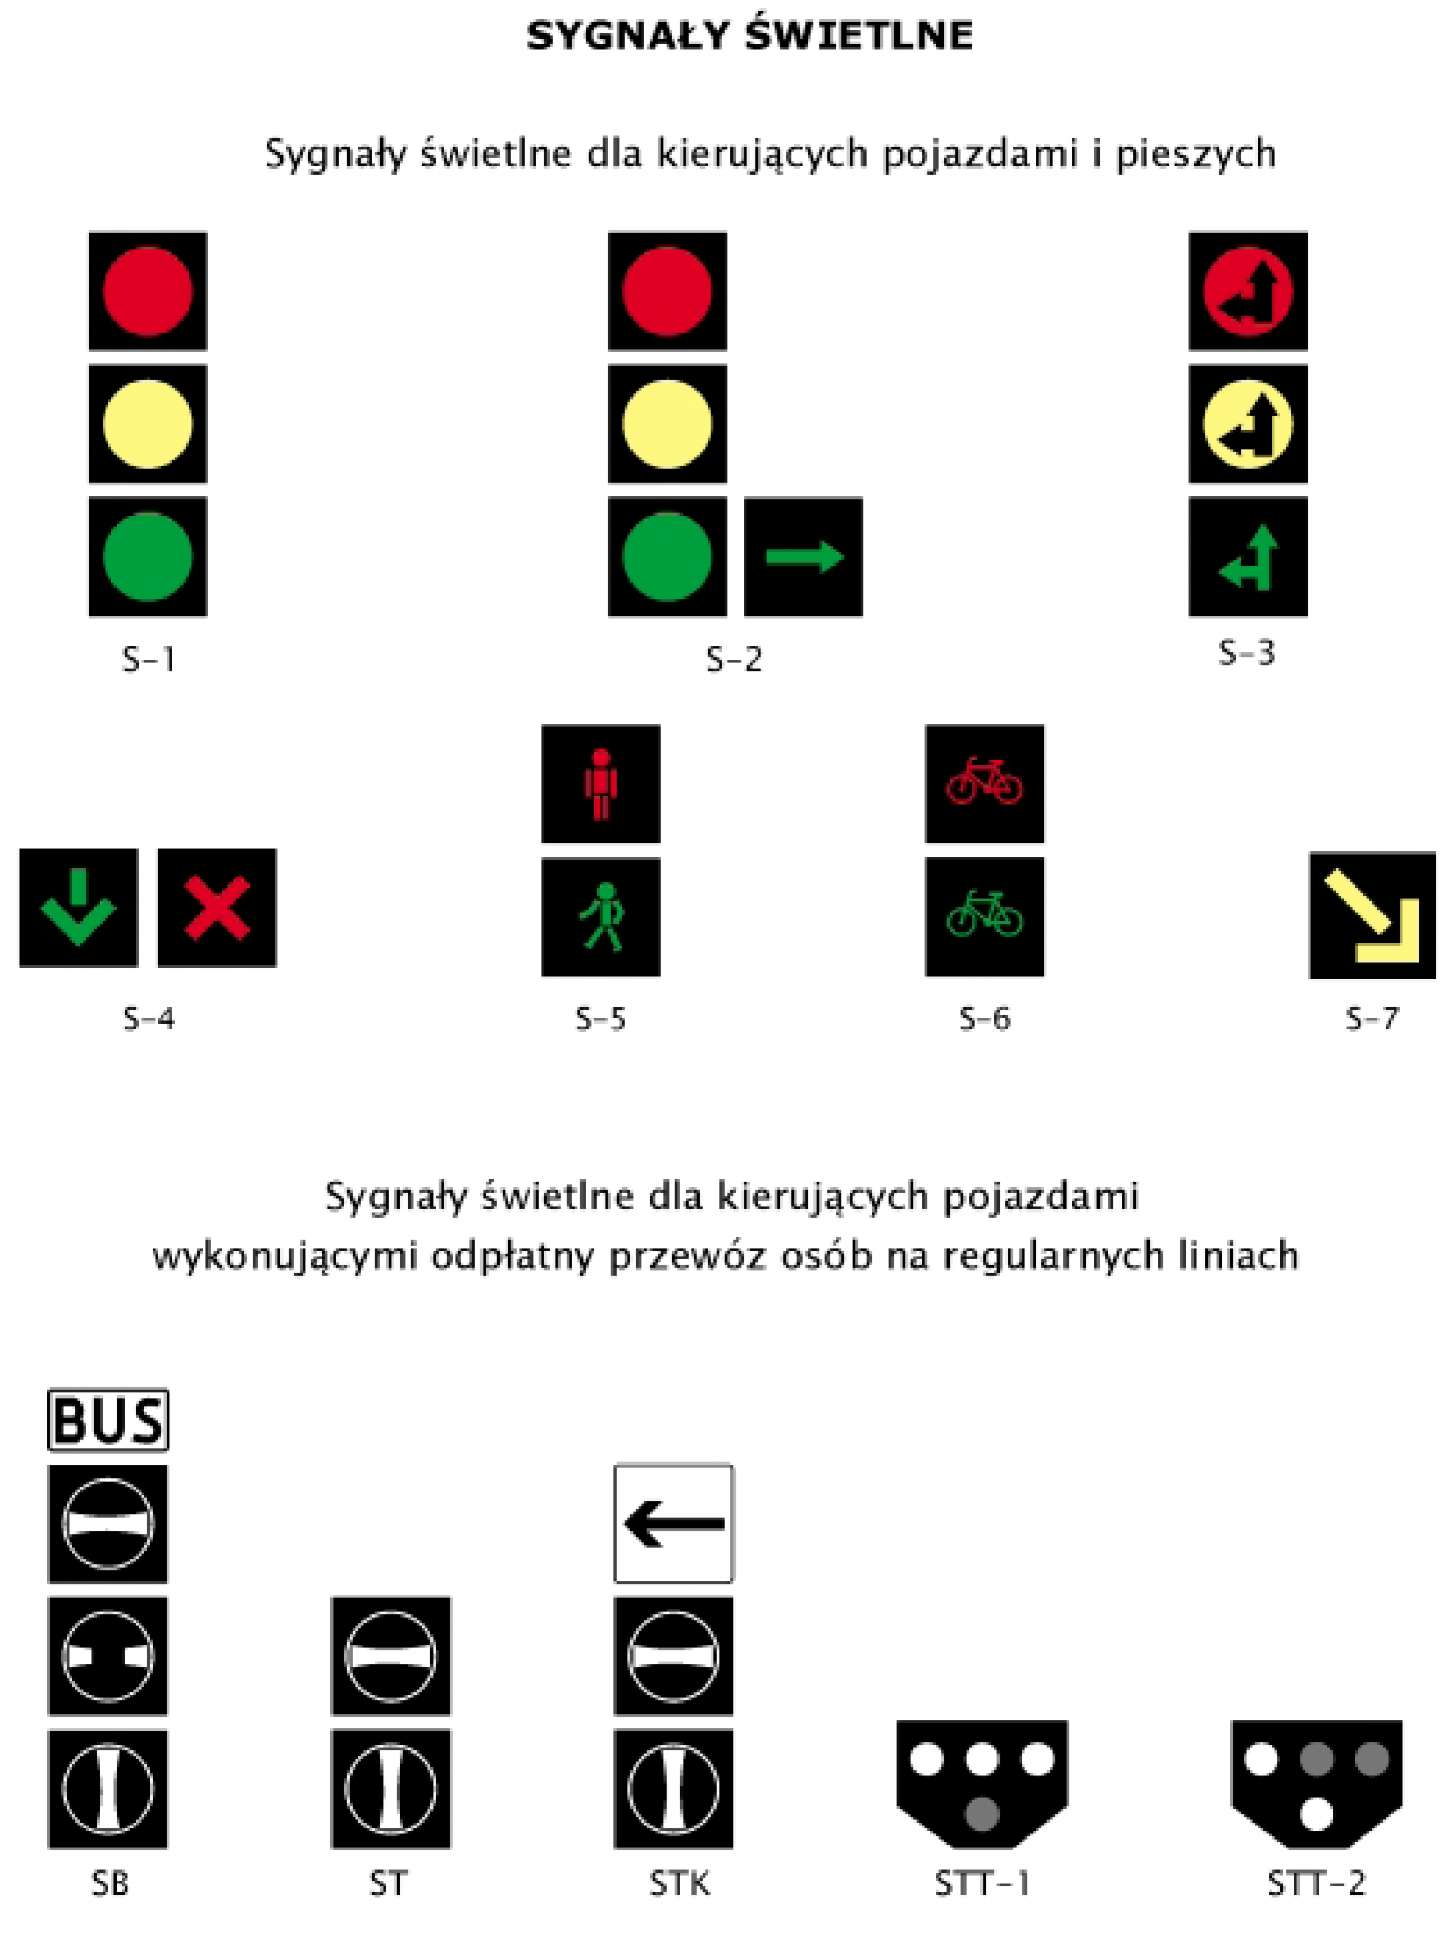 SYGNAŁY ŚWIETLNE
Sygnały świetlne dla kierujących pojazdami i pieszych
S-1
S-2
S-3
S-4
S-5
S-6
S-7
Sygnały świetlne dla kierujących pojazdami
wykonującymi odpłatny przewóz osób na regularnych liniach
BUS
SB
ST
STK
STT-1
STT-2